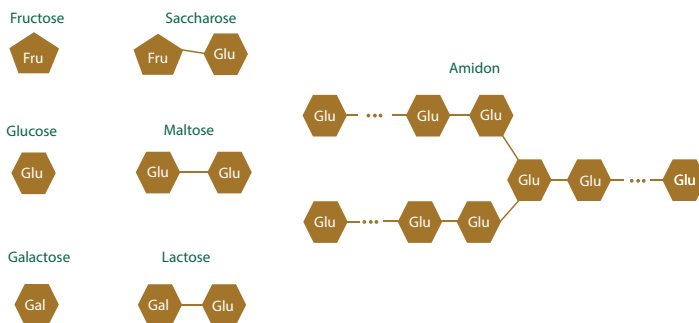 Fructose
Fru
Saccharose
Fru Glu
Glucose
Glu
Maltose
Glu Glu
Galactose
Gal
Lactose
Gal Glu
Amidon
Glu ... Glu Glu
Glu Glu ... Glu
Glu ... Glu Glu